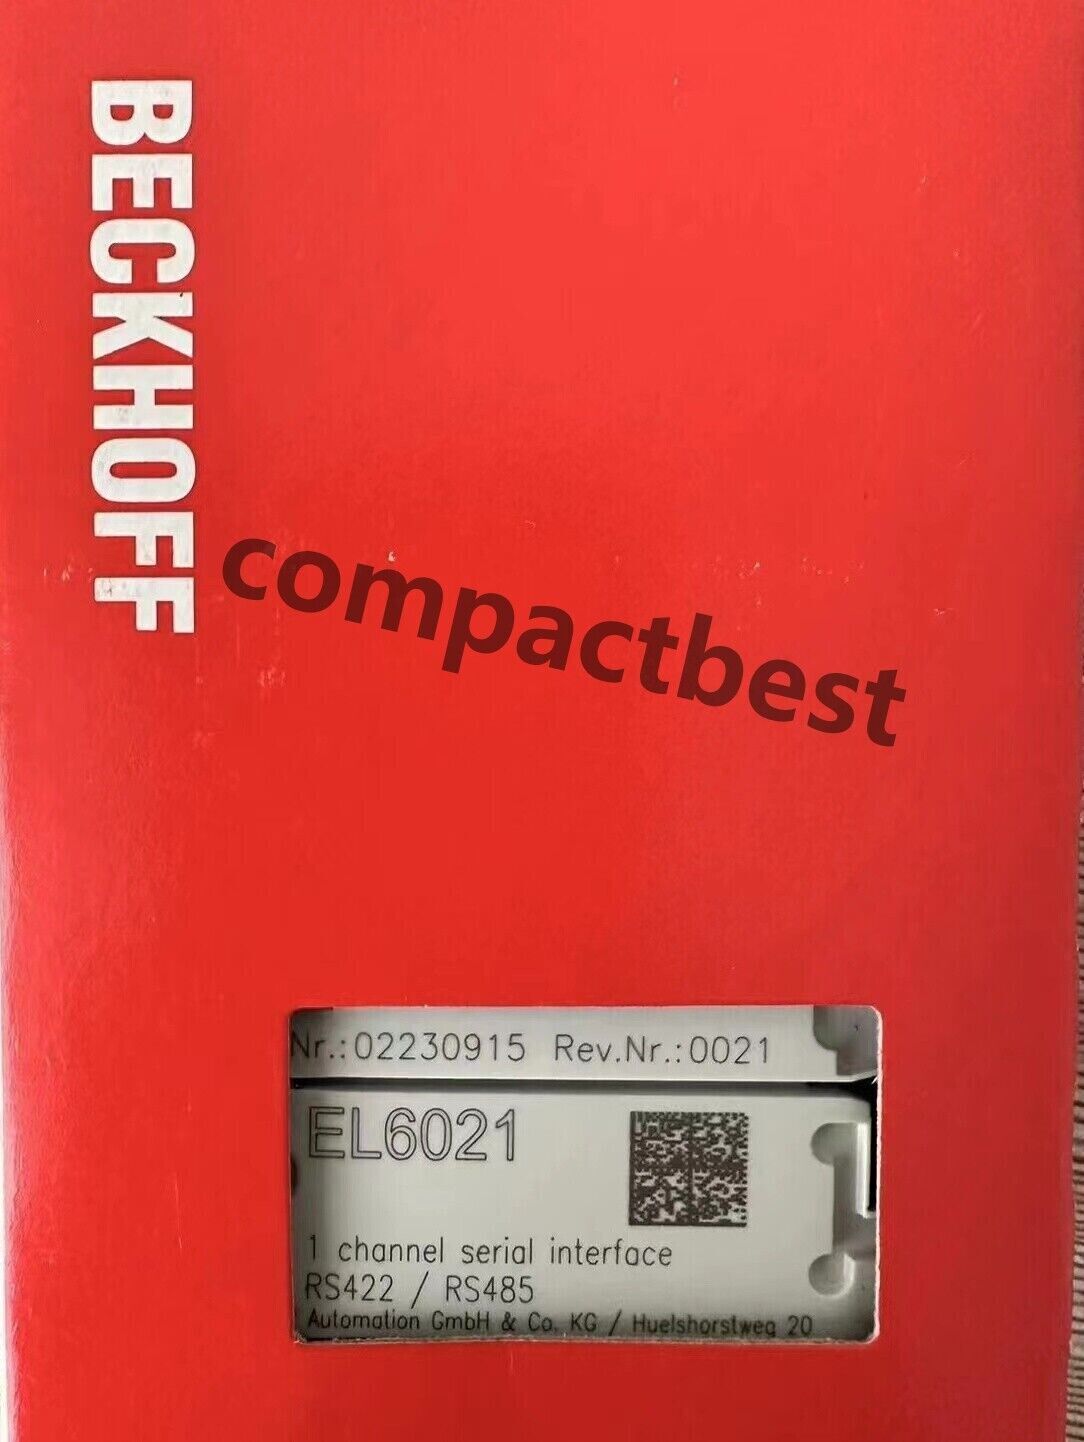 BECKHOFF
compactbest
Nr.:02230915 Rev.Nr.:0021
EL6021
1 channel serial interface
RS422 / RS485
Automation GmbH & Co. KG / Huelshorstweg 20